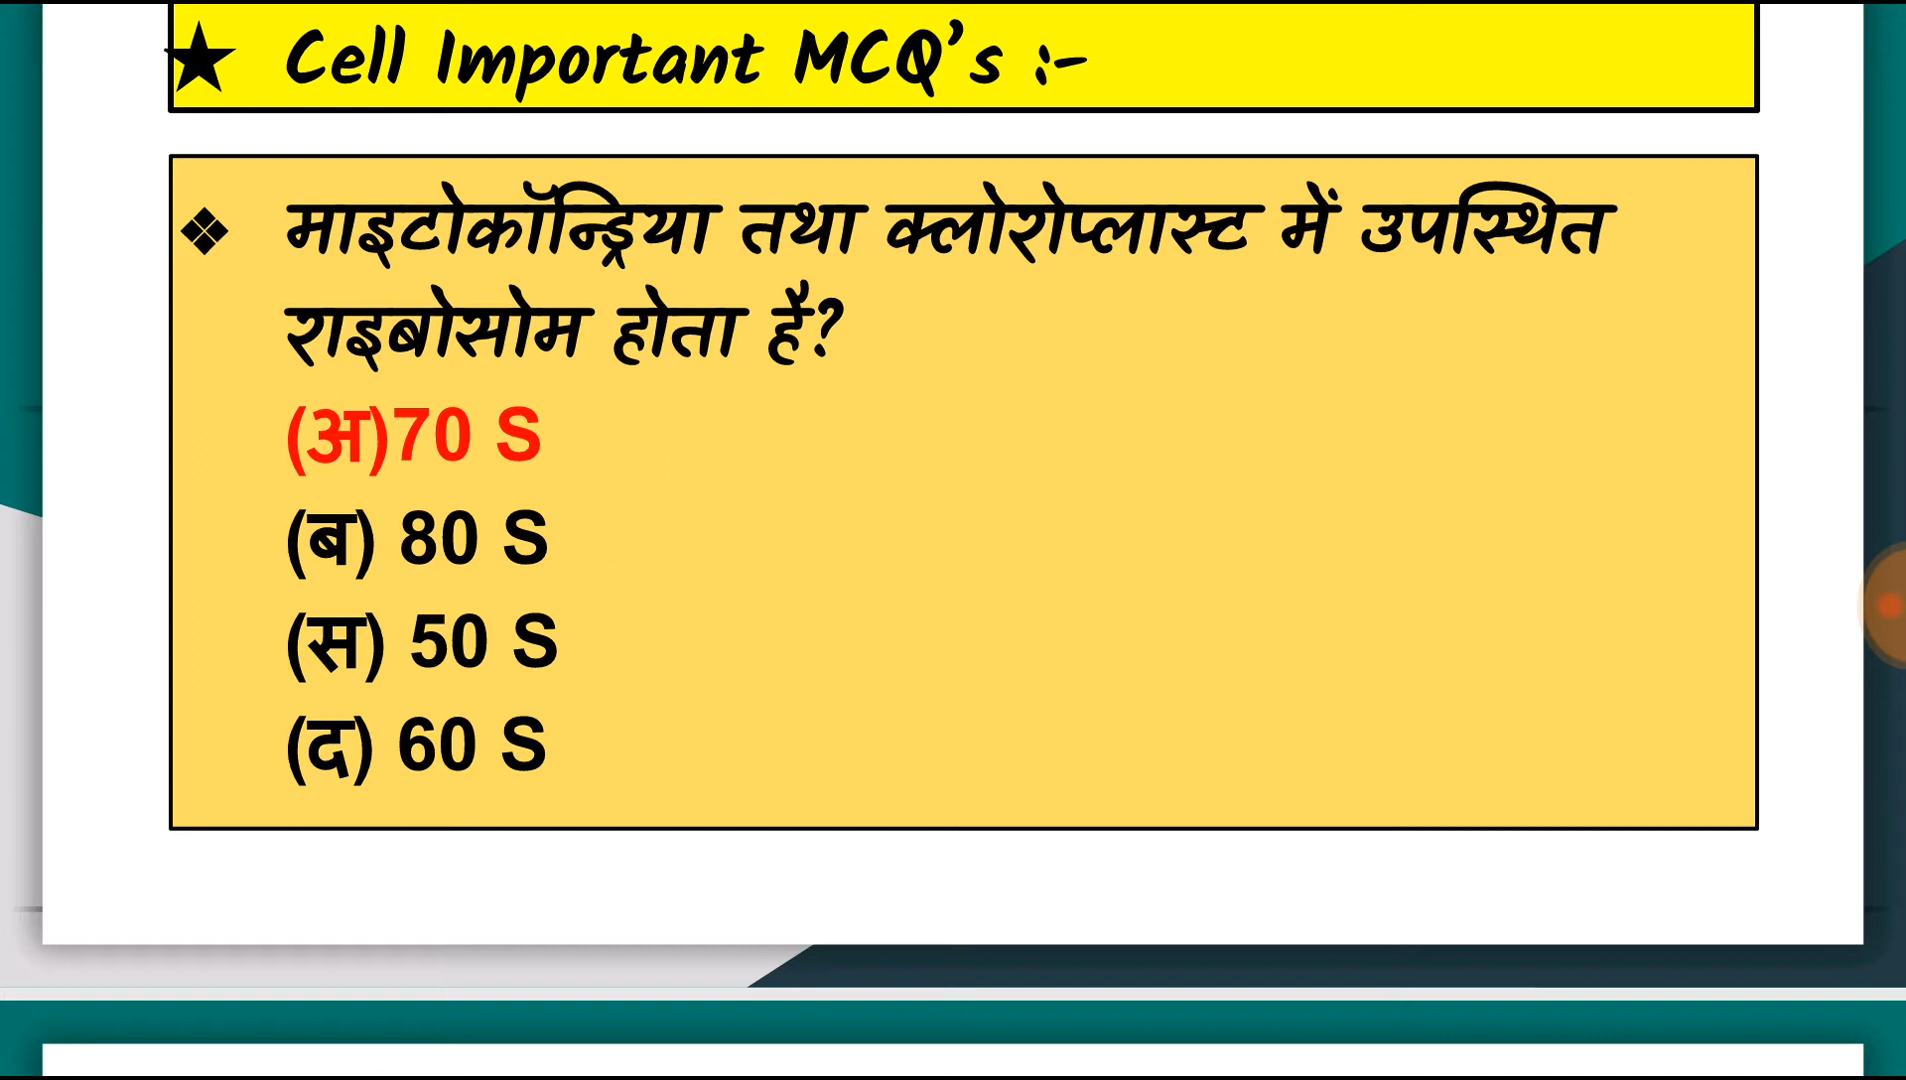 ★ Cell Important MCQ’s :-
❖ माइटोकॉन्ड्रिया तथा क्लोरोप्लास्ट में उपस्थित
राइबोसोम होता है?
(अ)70 S
(ब) 80 S
(स) 50 S
(द) 60 S